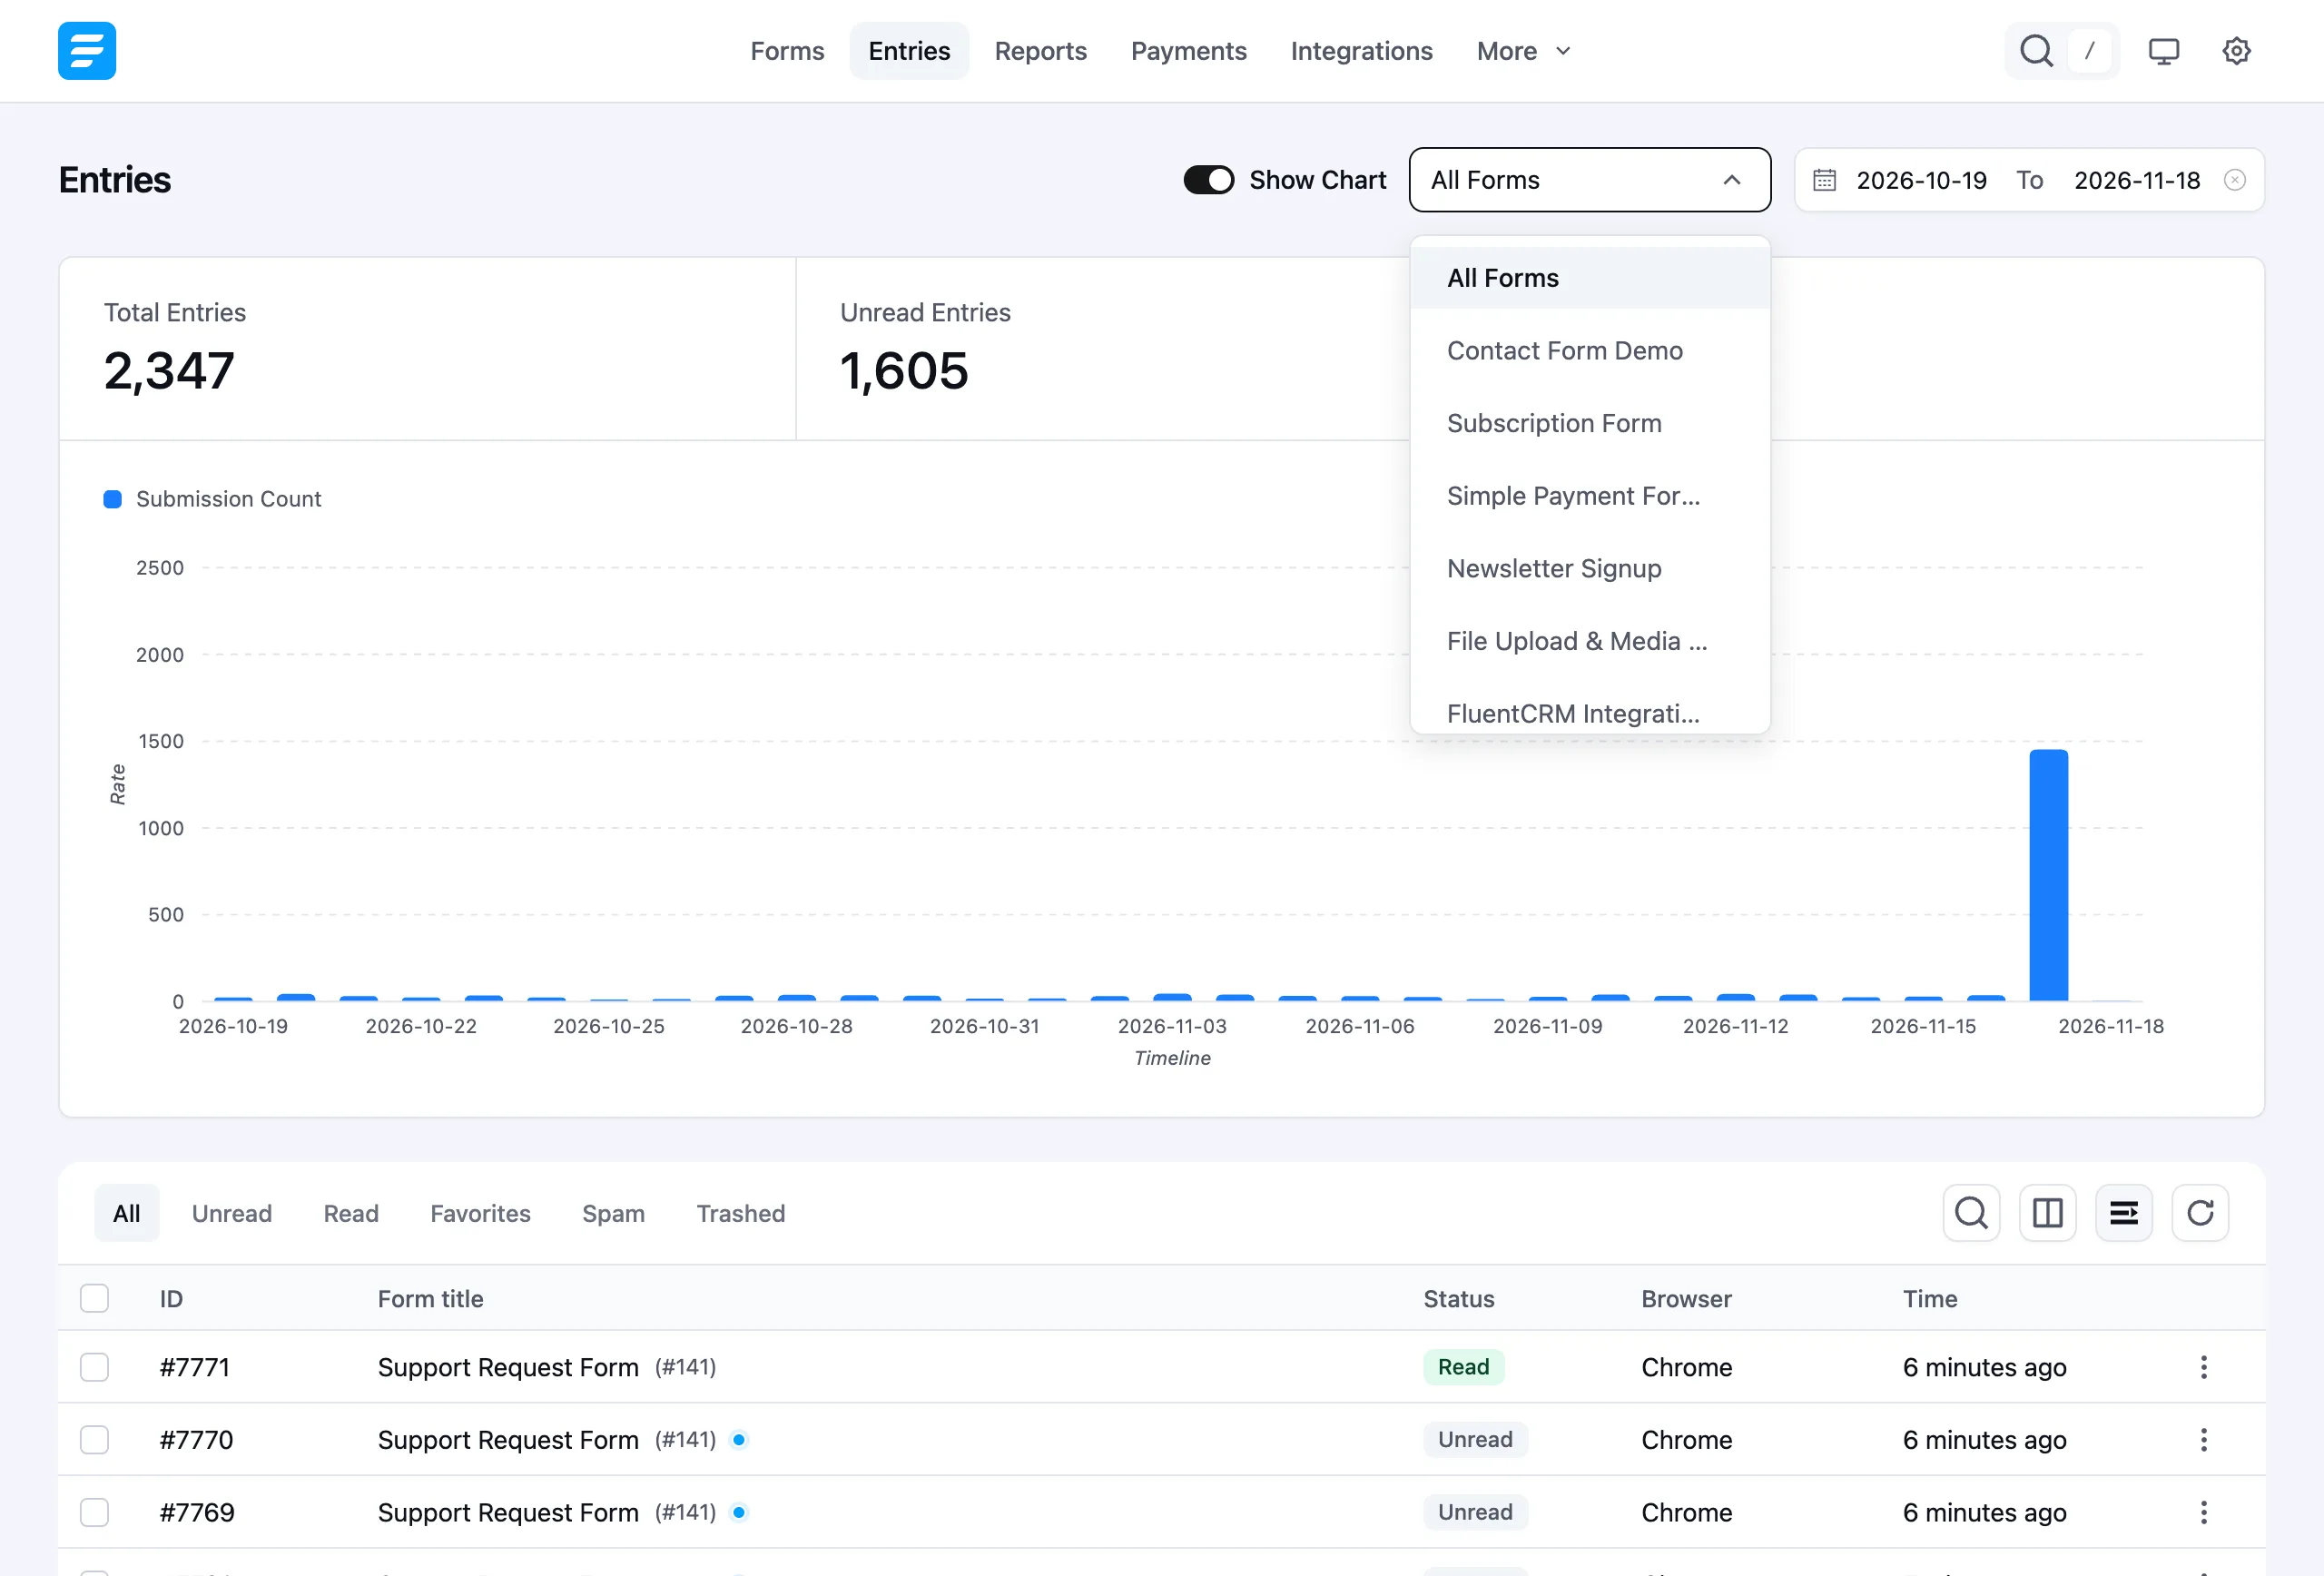 Forms Entries Reports Payments Integrations More /
Entries Show Chart All Forms 2026-10-19 To 2026-11-18
All Forms
Contact Form Demo
Subscription Form
Simple Payment For...
Newsletter Signup
File Upload & Media ...
FluentCRM Integrati...
Total Entries
2,347
Unread Entries
1,605
Submission Count
2500
2000
1500
1000
500
0
Rate
2026-10-19 2026-10-22 2026-10-25 2026-10-28 2026-10-31 2026-11-03 2026-11-06 2026-11-09 2026-11-12 2026-11-15 2026-11-18
Timeline
All Unread Read Favorites Spam Trashed
ID Form title Status Browser Time
#7771 Support Request Form (#141) Read Chrome 6 minutes ago
#7770 Support Request Form (#141) Unread Chrome 6 minutes ago
#7769 Support Request Form (#141) Unread Chrome 6 minutes ago